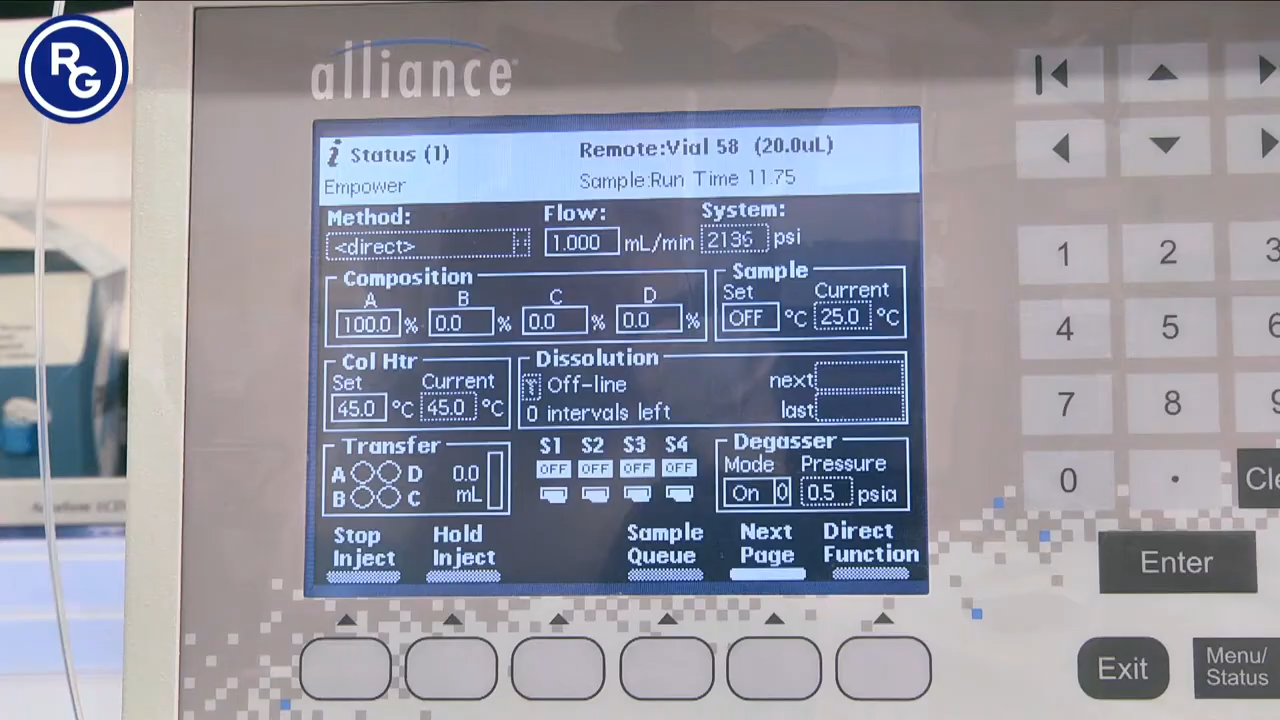 RG
alliance
i Status (1)
Remote:Vial 58 (20.0uL)
Empower
Sample:Run Time 11.75
Method:
Flow:
System:
<direct>
1.000 mL/min
2136 psi
Composition
A B C D
100.0 % 0.0 % 0.0 % 0.0 %
Sample
Set Current
OFF °C 25.0 °C
Col Htr
Set Current
45.0 °C 45.0 °C
Dissolution
Off-line
0 intervals left
next
last
Transfer
A D
B C
0.0
mL
S1 S2 S3 S4
OFF OFF OFF OFF
Degasser
Mode Pressure
On 0 0.5 psia
Stop
Inject
Hold
Inject
Sample
Queue
Next
Page
Direct
Function
1 2 3
4 5 6
7 8 9
0 .
Enter
Exit
Menu/
Status